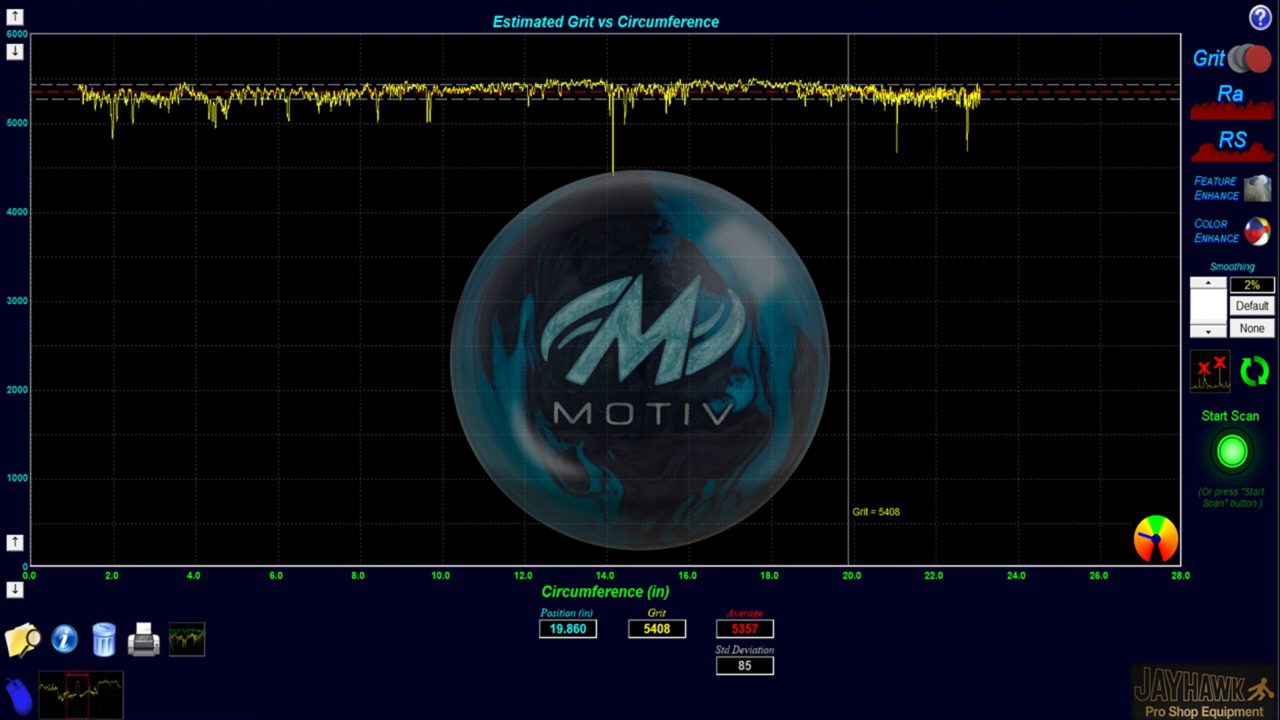 Estimated Grit vs Circumference
6000
5000
4000
3000
2000
1000
0
0.0 2.0 4.0 6.0 8.0 10.0 12.0 14.0 16.0 18.0 20.0 22.0 24.0 26.0 28.0
Circumference (in)
Grit = 5408
MOTIV
Position (in) Grit Average
19.860 5408 5357
Std Deviation
85
?
Grit
Ra
RS
FEATURE
ENHANCE
COLOR
ENHANCE
Smoothing
2%
Default
None
Start Scan
(Or press "Start
Scan" button )
JAYHAWK
Pro Shop Equipment